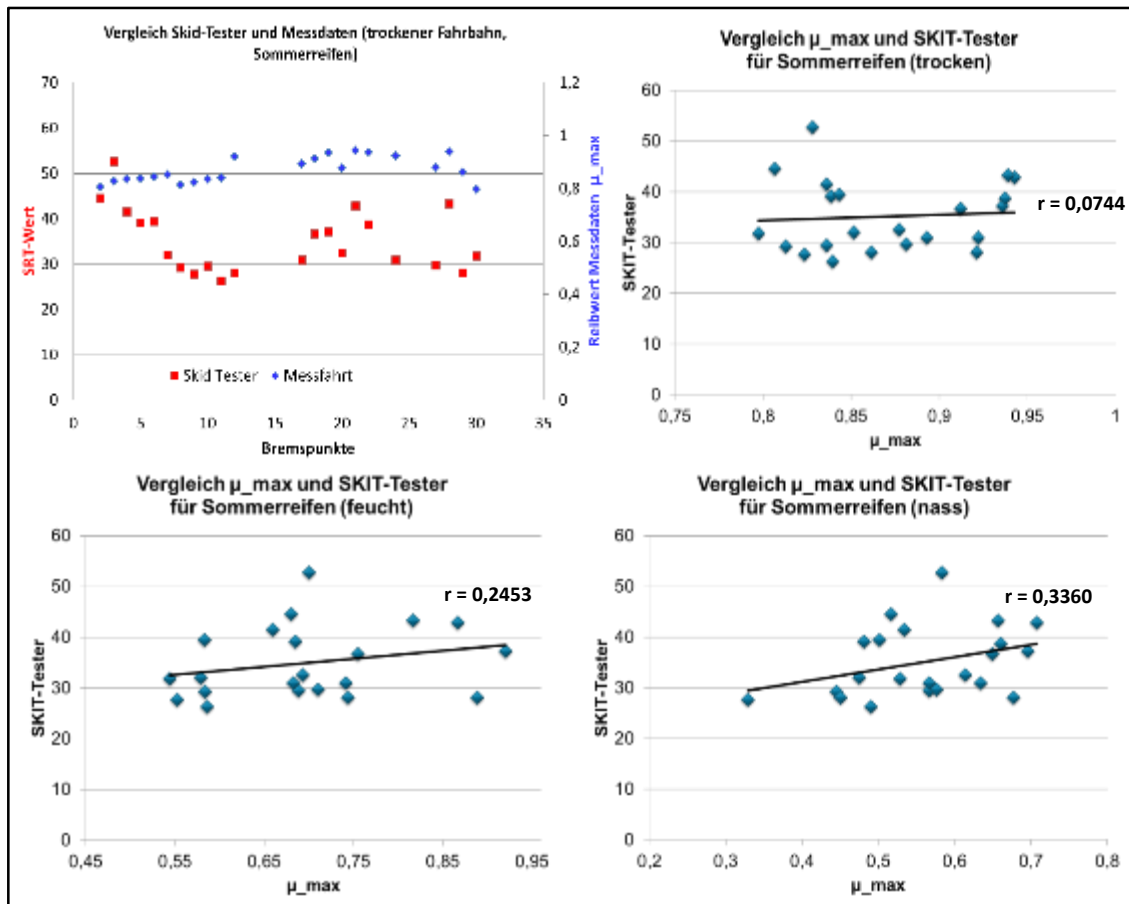 Vergleich Skid-Tester und Messdaten (trockener Fahrbahn,
Sommerreifen)
70
60
50
40
30
20
10
0
SRT-Wert
1,2
1
0,8
0,6
0,4
0,2
0
Reibwert Messdaten µ_max
Skid Tester
Messfahrt
0 5 10 15 20 25 30 35
Bremspunkte
Vergleich µ_max und SKIT-Tester
für Sommerreifen (trocken)
60
50
40
30
20
10
0
SKIT-Tester
r = 0,0744
0,75 0,8 0,85 0,9 0,95 1
µ_max
Vergleich µ_max und SKIT-Tester
für Sommerreifen (feucht)
60
50
40
30
20
10
0
SKIT-Tester
r = 0,2453
0,45 0,55 0,65 0,75 0,85 0,95
µ_max
Vergleich µ_max und SKIT-Tester
für Sommerreifen (nass)
60
50
40
30
20
10
0
SKIT-Tester
r = 0,3360
0,2 0,3 0,4 0,5 0,6 0,7 0,8
µ_max